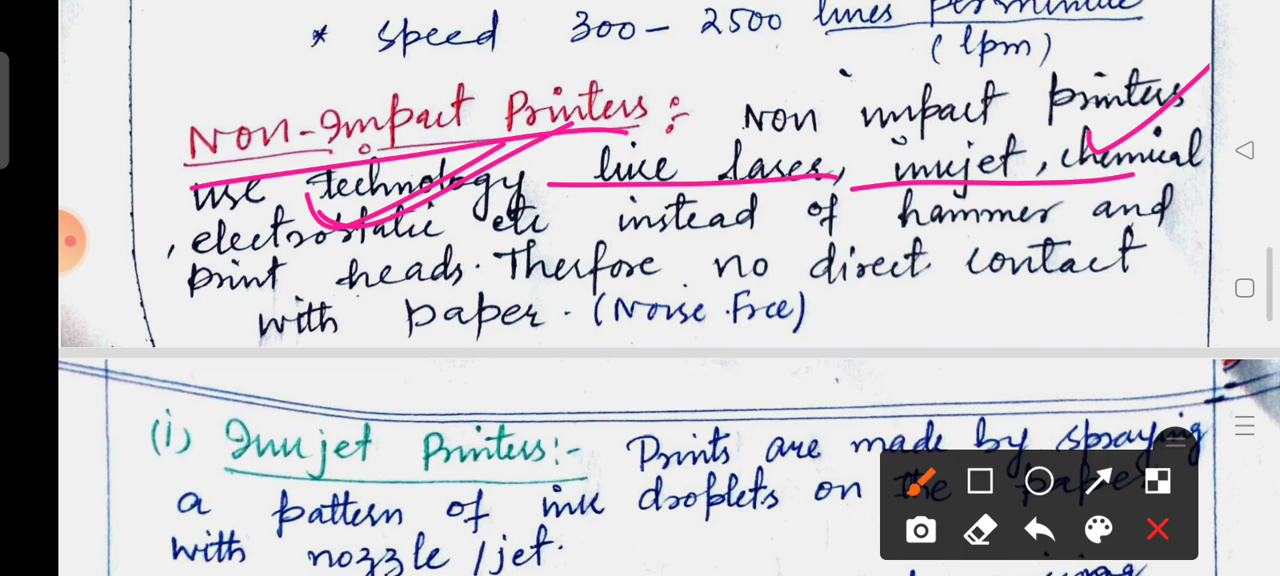 * Speed 300- 2500 lines per minute
(lpm)
Non-Impact Printers :- Non impact printers
use technology like laser, inkjet, chemical
, electrostatic etc instead of hammer and
print heads. Therfore no direct contact
with paper. (Noise Free)
(i) Inkjet Printers:- Prints are made by spraying
a pattern of ink droplets on the paper
with nozzle/jet.